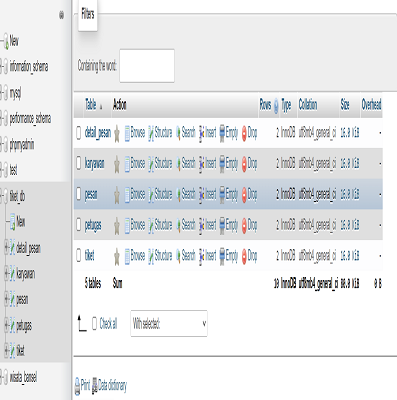 Filters
Containing the word:
New
information_schema
mysql
performance_schema
phpmyadmin
test
tiket_db
New
detail_pesan
karyawan
pesan
petugas
tiket
wisata_bansel
Table Action Rows Type Collation Size Overhead
detail_pesan Browse Structure Search Insert Empty Drop 2 InnoDB utf8mb4_general_ci 16.0 KiB -
karyawan Browse Structure Search Insert Empty Drop 2 InnoDB utf8mb4_general_ci 16.0 KiB -
pesan Browse Structure Search Insert Empty Drop 2 InnoDB utf8mb4_general_ci 16.0 KiB -
petugas Browse Structure Search Insert Empty Drop 2 InnoDB utf8mb4_general_ci 16.0 KiB -
tiket Browse Structure Search Insert Empty Drop 2 InnoDB utf8mb4_general_ci 16.0 KiB -
5 tables Sum 10 InnoDB utf8mb4_general_ci 80.0 KiB 0 B
Check all With selected:
Print Data dictionary